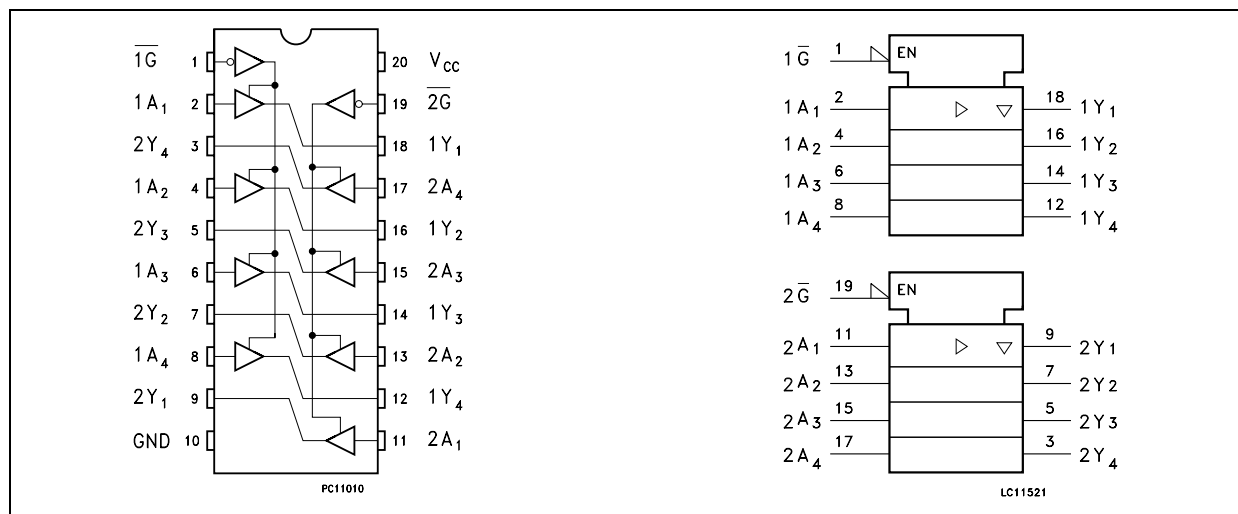 1G 1 20 VCC
1A1 2 19 2G
2Y4 3 18 1Y1
1A2 4 17 2A4
2Y3 5 16 1Y2
1A3 6 15 2A3
2Y2 7 14 1Y3
1A4 8 13 2A2
2Y1 9 12 1Y4
GND 10 11 2A1
PC11010
1G 1 EN
1A1 2 18 1Y1
1A2 4 16 1Y2
1A3 6 14 1Y3
1A4 8 12 1Y4
2G 19 EN
2A1 11 9 2Y1
2A2 13 7 2Y2
2A3 15 5 2Y3
2A4 17 3 2Y4
LC11521